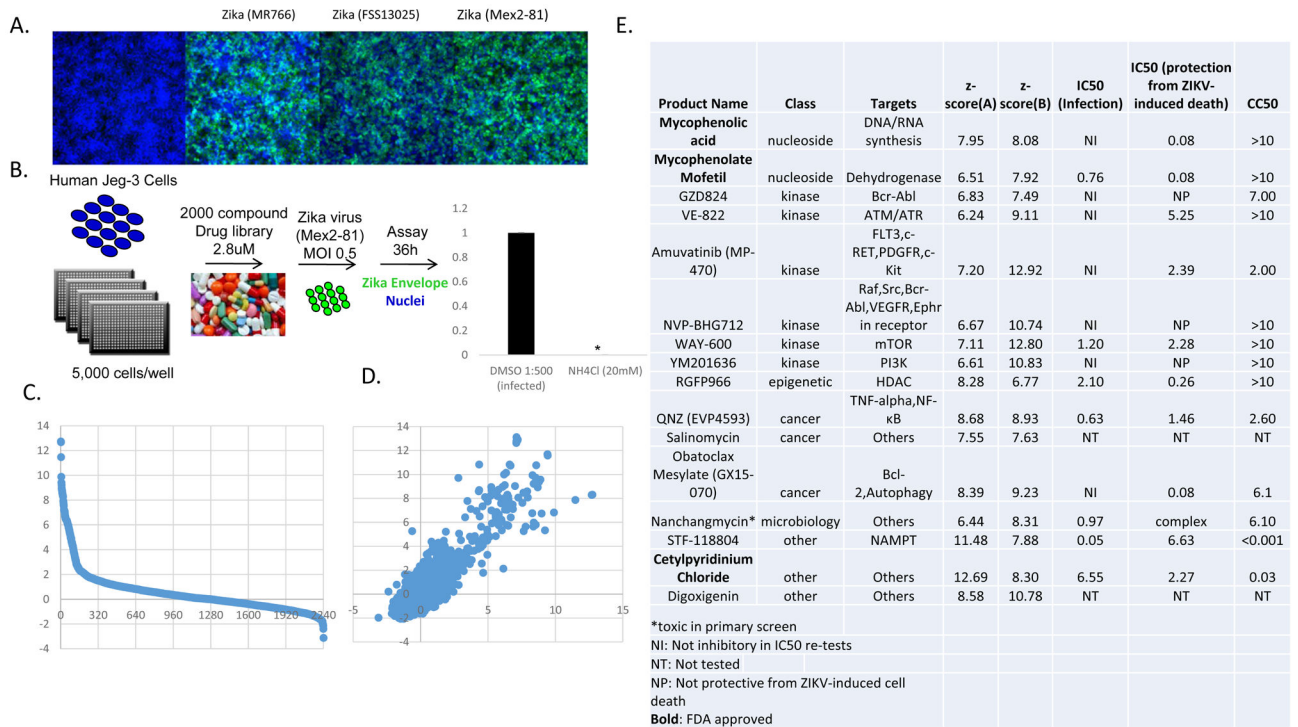 A.
Zika (MR766) Zika (FSS13025) Zika (Mex2-81)
B.
Human Jeg-3 Cells
5,000 cells/well
2000 compound
Drug library
2.8uM
Zika virus
(Mex2-81)
MOI 0.5
Assay
36h
Zika Envelope
Nuclei
1.2
1
0.8
0.6
0.4
0.2
0
*
DMSO 1:500
(infected)
NH4Cl (20mM)
C.
14
12
10
8
6
4
2
0
-2
-4
0 320 640 960 1280 1600 1920 2240
D.
14
12
10
8
6
4
2
0
-2
-4
-5 0 5 10 15
E.
Product Name Class Targets z-score(A) z-score(B) IC50 (Infection) IC50 (protection from ZIKV-induced death) CC50
Mycophenolic acid nucleoside DNA/RNA synthesis 7.95 8.08 NI 0.08 >10
Mycophenolate Mofetil nucleoside Dehydrogenase 6.51 7.92 0.76 0.08 >10
GZD824 kinase Bcr-Abl 6.83 7.49 NI NP 7.00
VE-822 kinase ATM/ATR 6.24 9.11 NI 5.25 >10
Amuvatinib (MP-470) kinase FLT3,c-RET,PDGFR,c-Kit 7.20 12.92 NI 2.39 2.00
NVP-BHG712 kinase Raf,Src,Bcr-Abl,VEGFR,Ephrin receptor 6.67 10.74 NI NP >10
WAY-600 kinase mTOR 7.11 12.80 1.20 2.28 >10
YM201636 kinase PI3K 6.61 10.83 NI NP >10
RGFP966 epigenetic HDAC 8.28 6.77 2.10 0.26 >10
QNZ (EVP4593) cancer TNF-alpha,NF-κB 8.68 8.93 0.63 1.46 2.60
Salinomycin cancer Others 7.55 7.63 NT NT NT
Obatoclax Mesylate (GX15-070) cancer Bcl-2,Autophagy 8.39 9.23 NI 0.08 6.1
Nanchangmycin* microbiology Others 6.44 8.31 0.97 complex 6.10
STF-118804 other NAMPT 11.48 7.88 0.05 6.63 <0.001
Cetylpyridinium Chloride other Others 12.69 8.30 6.55 2.27 0.03
Digoxigenin other Others 8.58 10.78 NT NT NT
*toxic in primary screen
NI: Not inhibitory in IC50 re-tests
NT: Not tested
NP: Not protective from ZIKV-induced cell
death
Bold: FDA approved